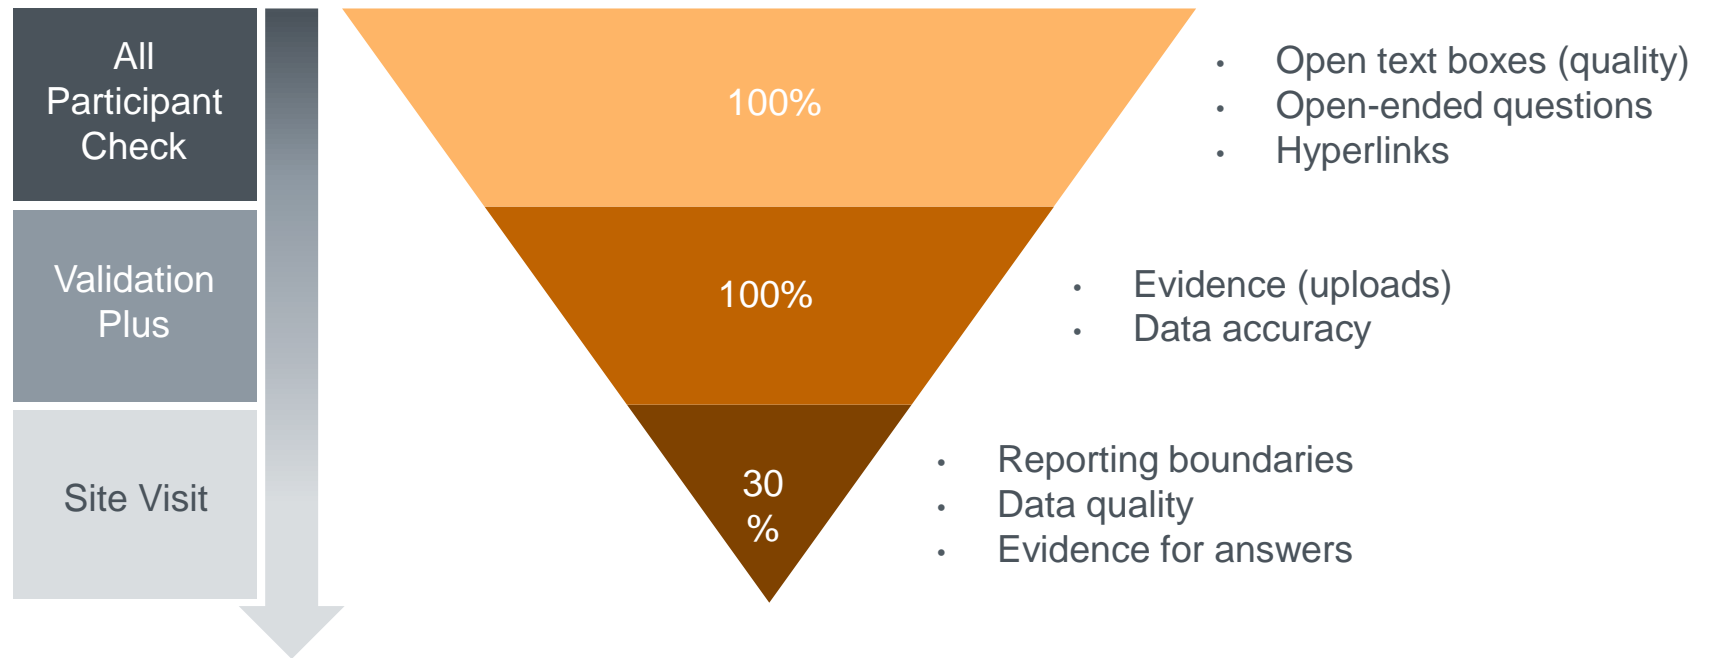 All
Participant
Check
100%
• Open text boxes (quality)
• Open-ended questions
• Hyperlinks
Validation
Plus
100%
• Evidence (uploads)
• Data accuracy
Site Visit
30
%
• Reporting boundaries
• Data quality
• Evidence for answers